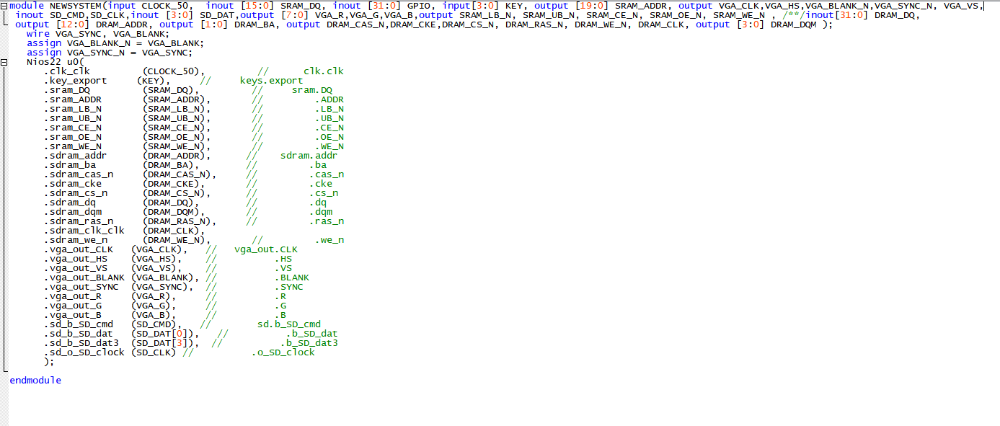 module NEWSYSTEM(input CLOCK_50,  inout [15:0] SRAM_DQ, inout [31:0] GPIO, input[3:0] KEY, output [19:0] SRAM_ADDR, output VGA_CLK,VGA_HS,VGA_BLANK_N,VGA_SYNC_N, VGA_VS,
inout SD_CMD,SD_CLK,inout [3:0] SD_DAT,output [7:0] VGA_R,VGA_G,VGA_B,output SRAM_LB_N, SRAM_UB_N, SRAM_CE_N, SRAM_OE_N, SRAM_WE_N , /**/inout[31:0] DRAM_DQ,
output [12:0] DRAM_ADDR, output [1:0] DRAM_BA, output DRAM_CAS_N,DRAM_CKE,DRAM_CS_N, DRAM_RAS_N, DRAM_WE_N, DRAM_CLK, output [3:0] DRAM_DQM );
wire VGA_SYNC, VGA_BLANK;
assign VGA_BLANK_N = VGA_BLANK;
assign VGA_SYNC_N = VGA_SYNC;
Nios22 u0(
.clk_clk (CLOCK_50), // clk.clk
.key_export (KEY), // keys.export
.sram_DQ (SRAM_DQ), // sram.DQ
.sram_ADDR (SRAM_ADDR), // .ADDR
.sram_LB_N (SRAM_LB_N), // .LB_N
.sram_UB_N (SRAM_UB_N), // .UB_N
.sram_CE_N (SRAM_CE_N), // .CE_N
.sram_OE_N (SRAM_OE_N), // .OE_N
.sram_WE_N (SRAM_WE_N), // .WE_N
.sdram_addr (DRAM_ADDR), // sdram.addr
.sdram_ba (DRAM_BA), // .ba
.sdram_cas_n (DRAM_CAS_N), // .cas_n
.sdram_cke (DRAM_CKE), // .cke
.sdram_cs_n (DRAM_CS_N), // .cs_n
.sdram_dq (DRAM_DQ), // .dq
.sdram_dqm (DRAM_DQM), // .dqm
.sdram_ras_n (DRAM_RAS_N), // .ras_n
.sdram_clk_clk (DRAM_CLK),
.sdram_we_n (DRAM_WE_N), // .we_n
.vga_out_CLK (VGA_CLK), // vga_out.CLK
.vga_out_HS (VGA_HS), // .HS
.vga_out_VS (VGA_VS), // .VS
.vga_out_BLANK (VGA_BLANK), // .BLANK
.vga_out_SYNC (VGA_SYNC), // .SYNC
.vga_out_R (VGA_R), // .R
.vga_out_G (VGA_G), // .G
.vga_out_B (VGA_B), // .B
.sd_b_SD_cmd (SD_CMD), // sd.b_SD_cmd
.sd_b_SD_dat (SD_DAT[0]), // .b_SD_dat
.sd_b_SD_dat3 (SD_DAT[3]), // .b_SD_dat3
.sd_o_SD_clock (SD_CLK) // .o_SD_clock
);
endmodule